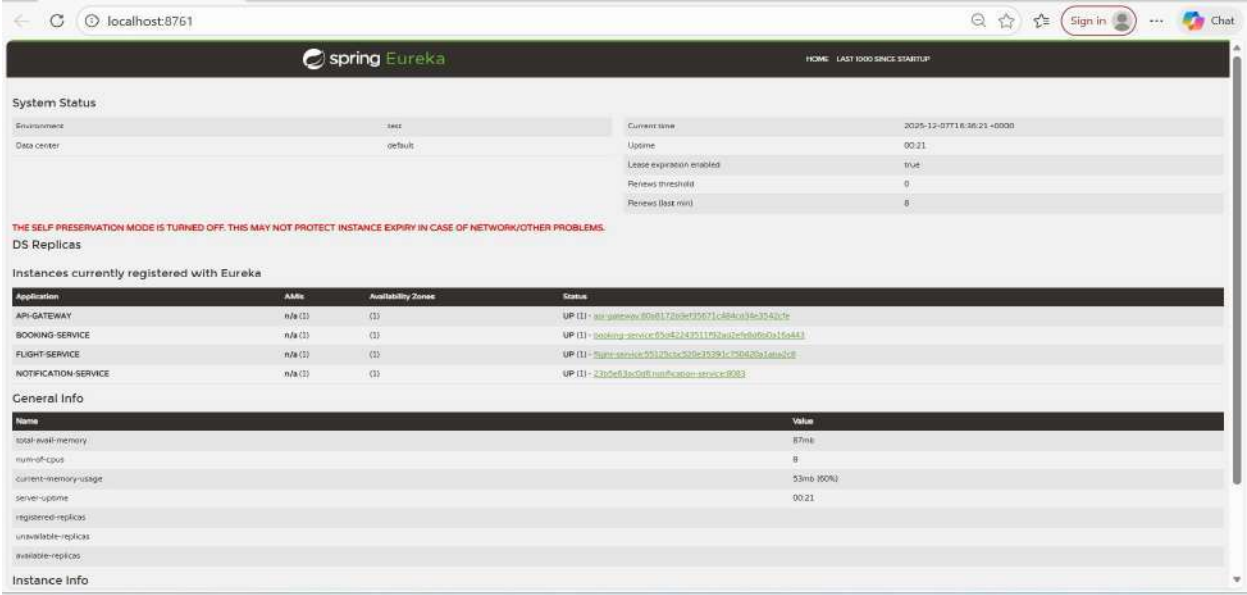 localhost:8761
Sign in
Chat
spring Eureka
HOME LAST 1000 SINCE STARTUP
System Status
Environment test
Data center default
Current time 2025-12-07T16:36:21 +0000
Uptime 00:21
Lease expiration enabled true
Renews threshold 0
Renews (last min) 8
THE SELF PRESERVATION MODE IS TURNED OFF. THIS MAY NOT PROTECT INSTANCE EXPIRY IN CASE OF NETWORK/OTHER PROBLEMS.
DS Replicas
Instances currently registered with Eureka
Application AMIs Availability Zones Status
API-GATEWAY n/a (1) (1) UP (1) -
BOOKING-SERVICE n/a (1) (1) UP (1) -
FLIGHT-SERVICE n/a (1) (1) UP (1) -
NOTIFICATION-SERVICE n/a (1) (1) UP (1) -
General Info
Name Value
total-avail-memory 87mb
num-of-cpus 8
current-memory-usage 53mb (60%)
server-uptime 00:21
registered-replicas
unavailable-replicas
available-replicas
Instance Info